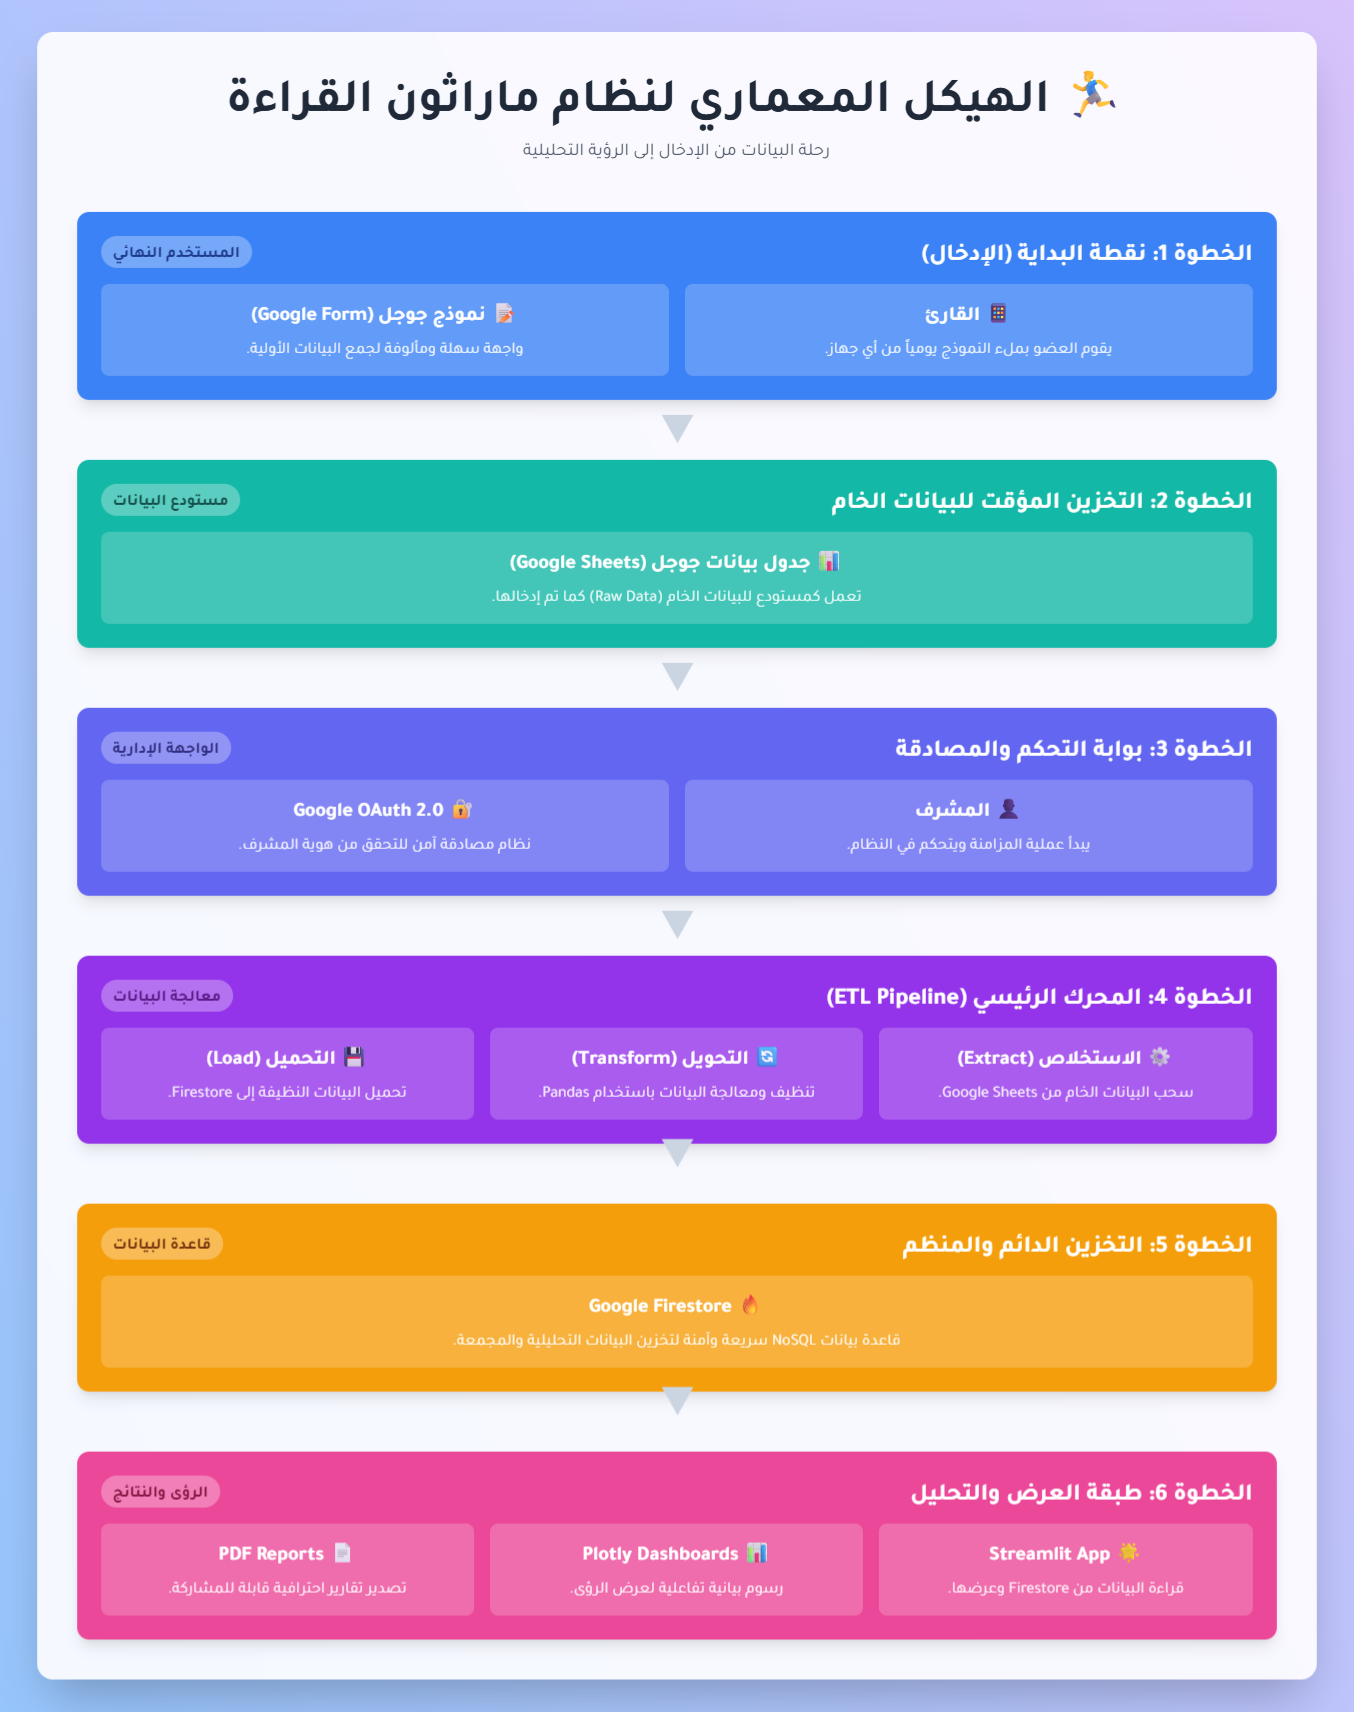 الهيكل المعماري لنظام ماراثون القراءة
رحلة البيانات من الإدخال إلى الرؤية التحليلية
الخطوة 1: نقطة البداية (الإدخال)
المستخدم النهائي
القارئ
يقوم العضو بملء النموذج يومياً من أي جهاز.
نموذج جوجل (Google Form)
واجهة سهلة ومألوفة لجمع البيانات الأولية.
الخطوة 2: التخزين المؤقت للبيانات الخام
مستودع البيانات
جدول بيانات جوجل (Google Sheets)
تعمل كمستودع للبيانات الخام (Raw Data) كما تم إدخالها.
الخطوة 3: بوابة التحكم والمصادقة
الواجهة الإدارية
المشرف
يبدأ عملية المزامنة ويتحكم في النظام.
Google OAuth 2.0
نظام مصادقة آمن للتحقق من هوية المشرف.
الخطوة 4: المحرك الرئيسي (ETL Pipeline)
معالجة البيانات
الاستخلاص (Extract)
سحب البيانات الخام من Google Sheets.
التحويل (Transform)
تنظيف ومعالجة البيانات باستخدام Pandas.
التحميل (Load)
تحميل البيانات النظيفة إلى Firestore.
الخطوة 5: التخزين الدائم والمنظم
قاعدة البيانات
Google Firestore
قاعدة بيانات NoSQL سريعة وآمنة لتخزين البيانات التحليلية والمجمعة.
الخطوة 6: طبقة العرض والتحليل
الرؤى والنتائج
Streamlit App
قراءة البيانات من Firestore وعرضها.
Plotly Dashboards
رسوم بيانية تفاعلية لعرض الرؤى.
PDF Reports
تصدير تقارير احترافية قابلة للمشاركة.